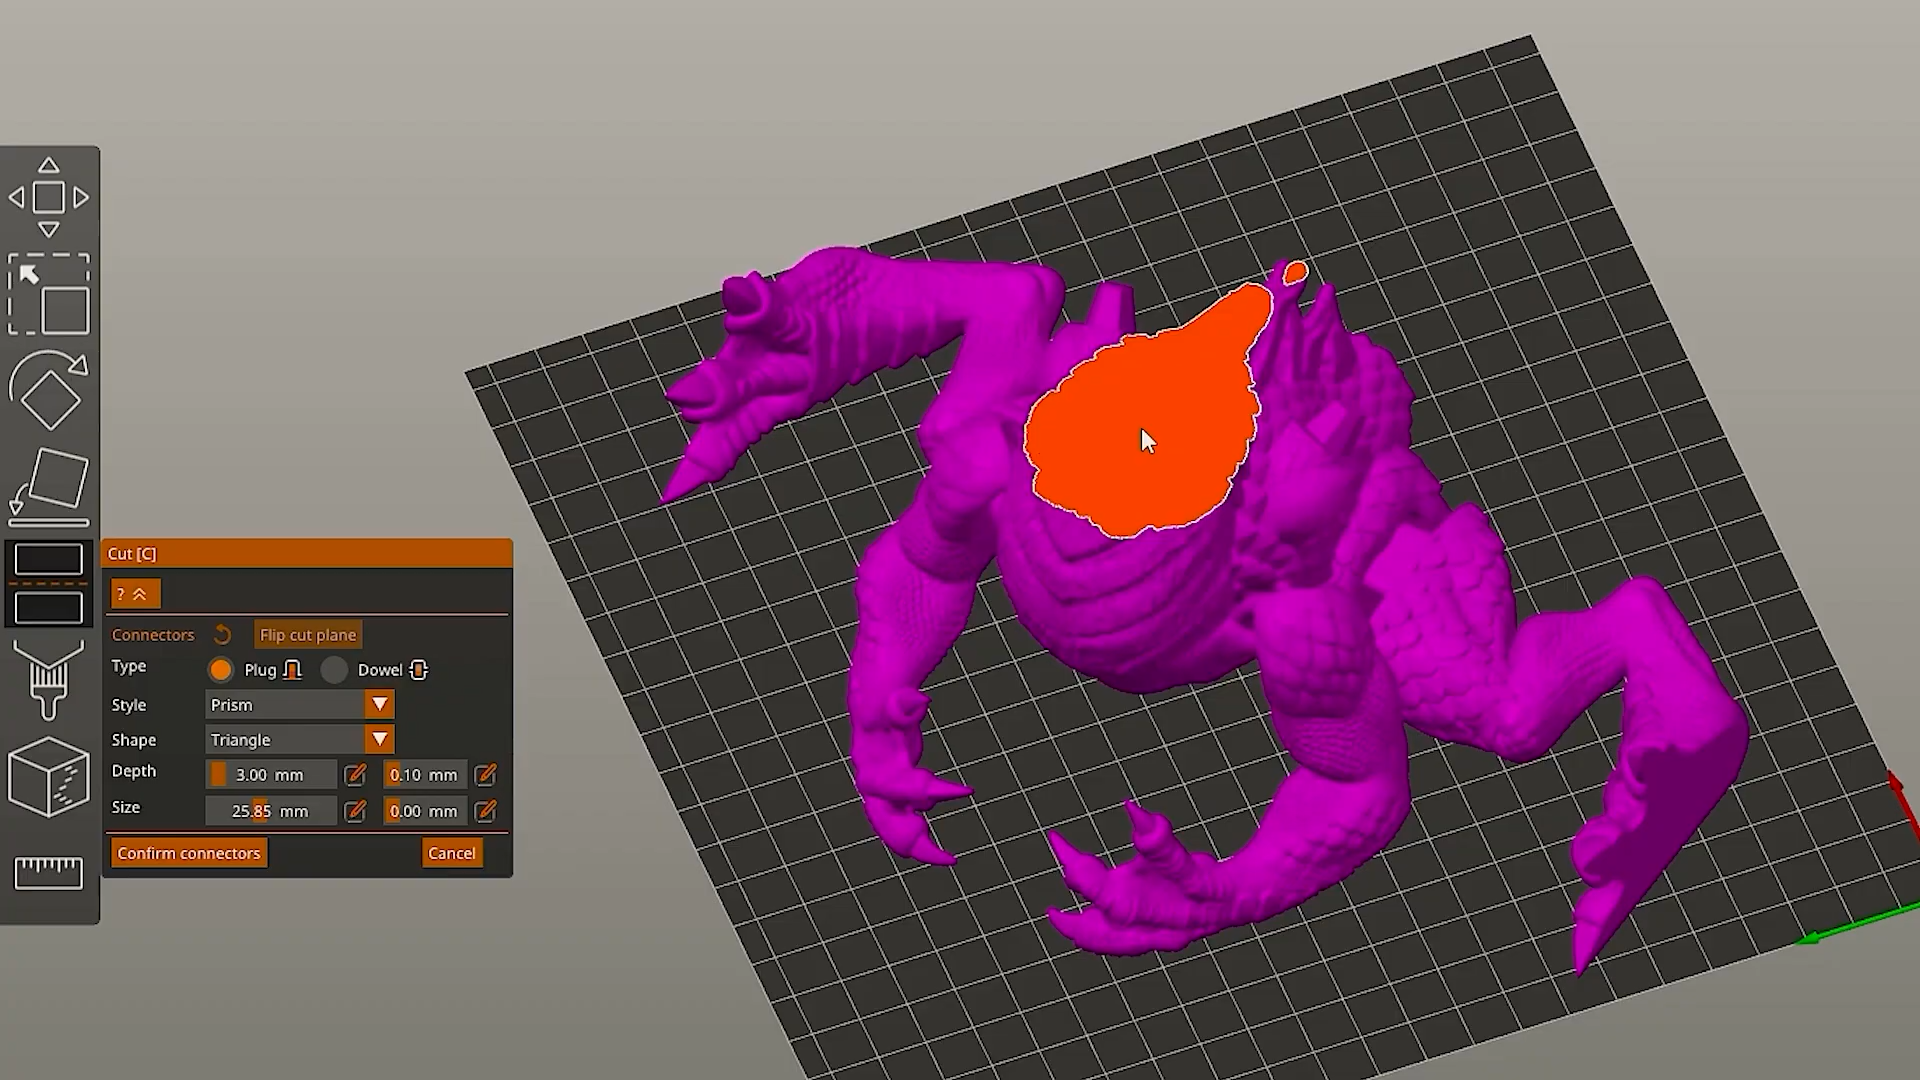 Cut [C]
?
Connectors Flip cut plane
Type Plug Dowel
Style Prism
Shape Triangle
Depth 3.00 mm 0.10 mm
Size 25.85 mm 0.00 mm
Confirm connectors Cancel